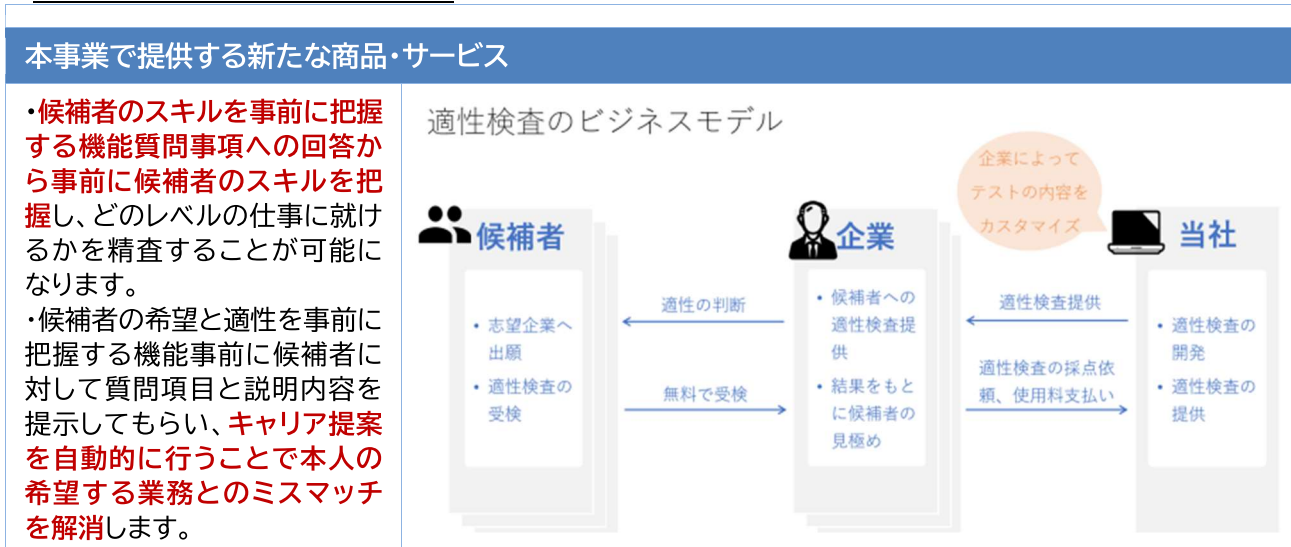 本事業で提供する新たな商品・サービス
・候補者のスキルを事前に把握
する機能質問事項への回答か
ら事前に候補者のスキルを把
握し、どのレベルの仕事に就け
るかを精査することが可能に
なります。
・候補者の希望と適性を事前に
把握する機能事前に候補者に
対して質問項目と説明内容を
提示してもらい、キャリア提案
を自動的に行うことで本人の
希望する業務とのミスマッチ
を解消します。
適性検査のビジネスモデル
候補者
• 志望企業へ
出願
• 適性検査の
受検
適性の判断
無料で受検
企業
• 候補者への
適性検査提
供
• 結果をもと
に候補者の
見極め
企業によって
テストの内容を
カスタマイズ
適性検査提供
適性検査の採点依
頼、使用料支払い
当社
• 適性検査の
開発
• 適性検査の
提供